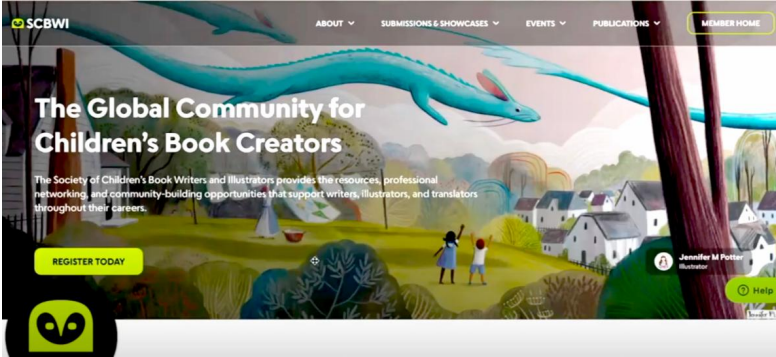 SCBWI
ABOUT
SUBMISSIONS & SHOWCASES
EVENTS
PUBLICATIONS
MEMBER HOME
The Global Community for
Children's Book Creators
The Society of Children's Book Writers and Illustrators provides the resources, professional
networking, and community-building opportunities that support writers, illustrators, and translators
throughout their careers.
REGISTER TODAY
Jennifer M Potter
Illustrator
Help